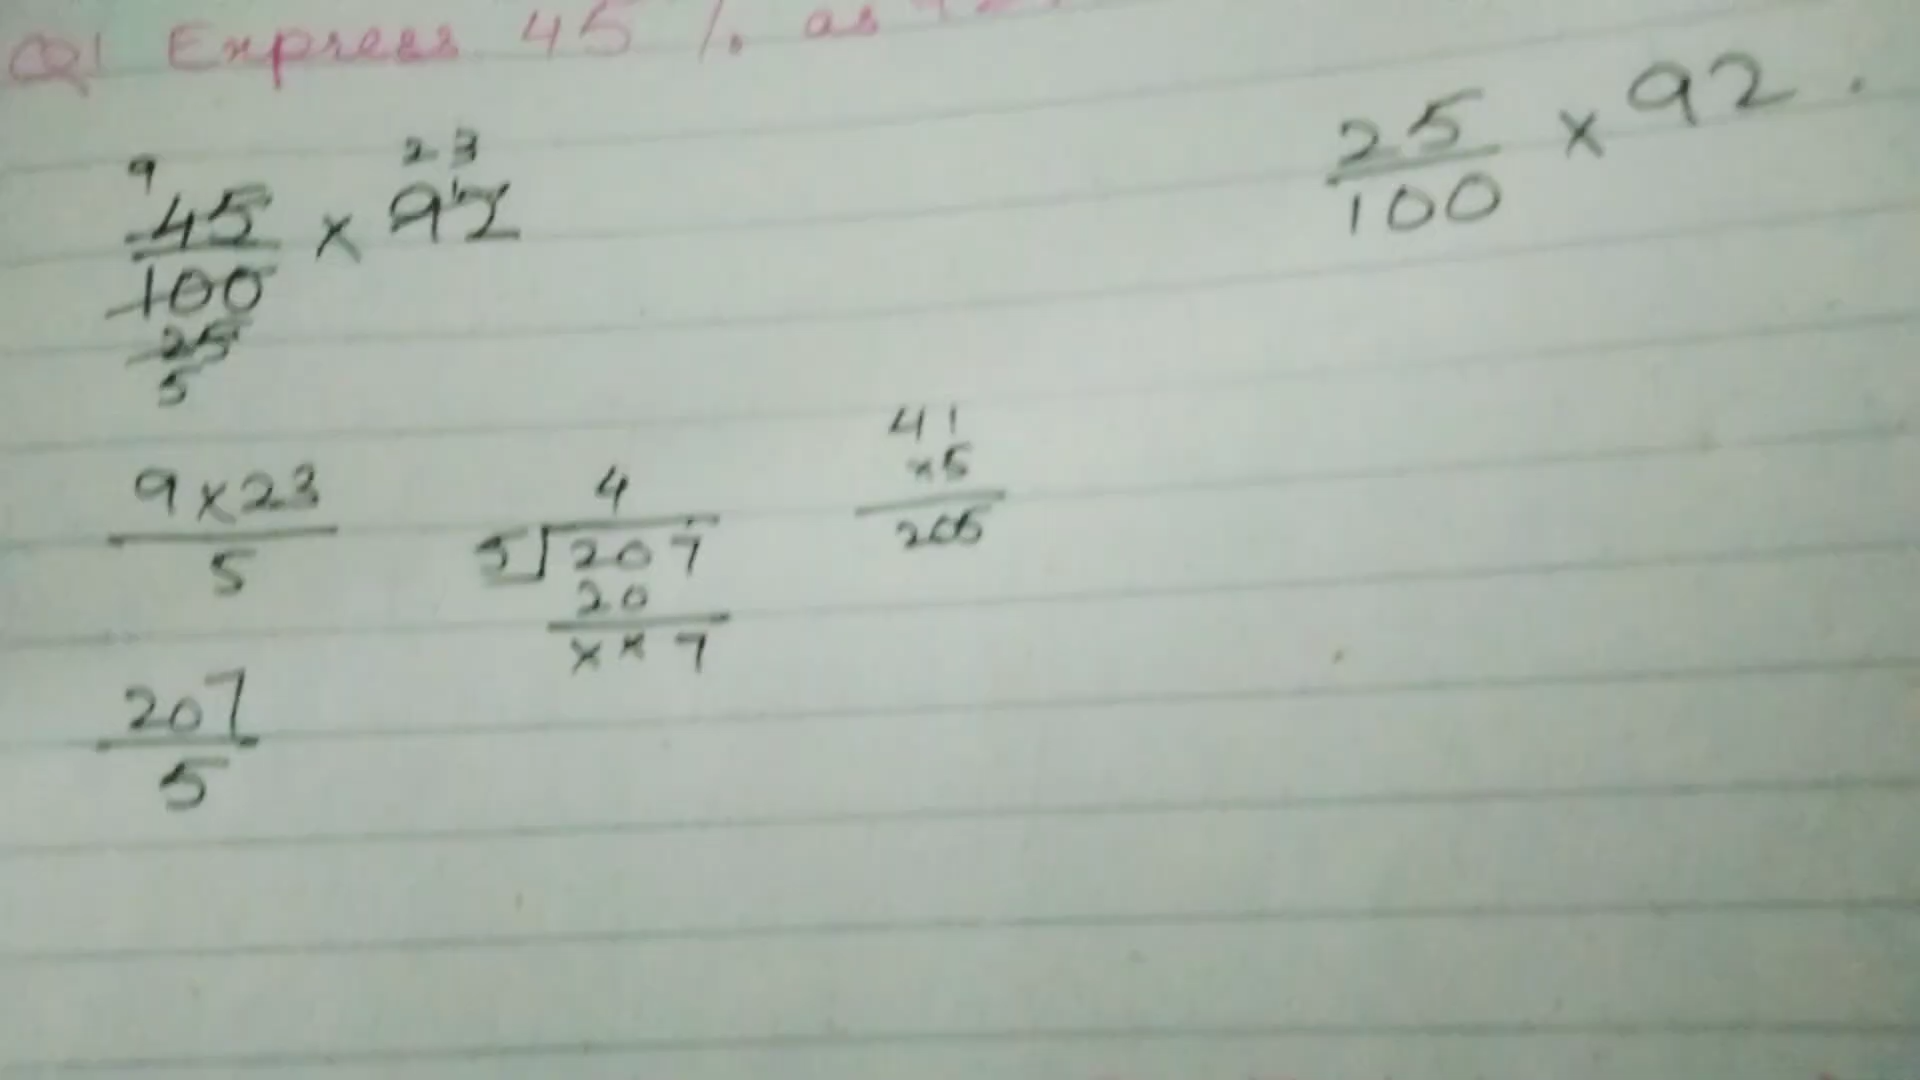 Q1 Express 45 % as
9 23
45/100 × 92
25
5
25/100 × 92
9 × 23 / 5
4
5 207
20
× × 7
41
×5
205
207/5